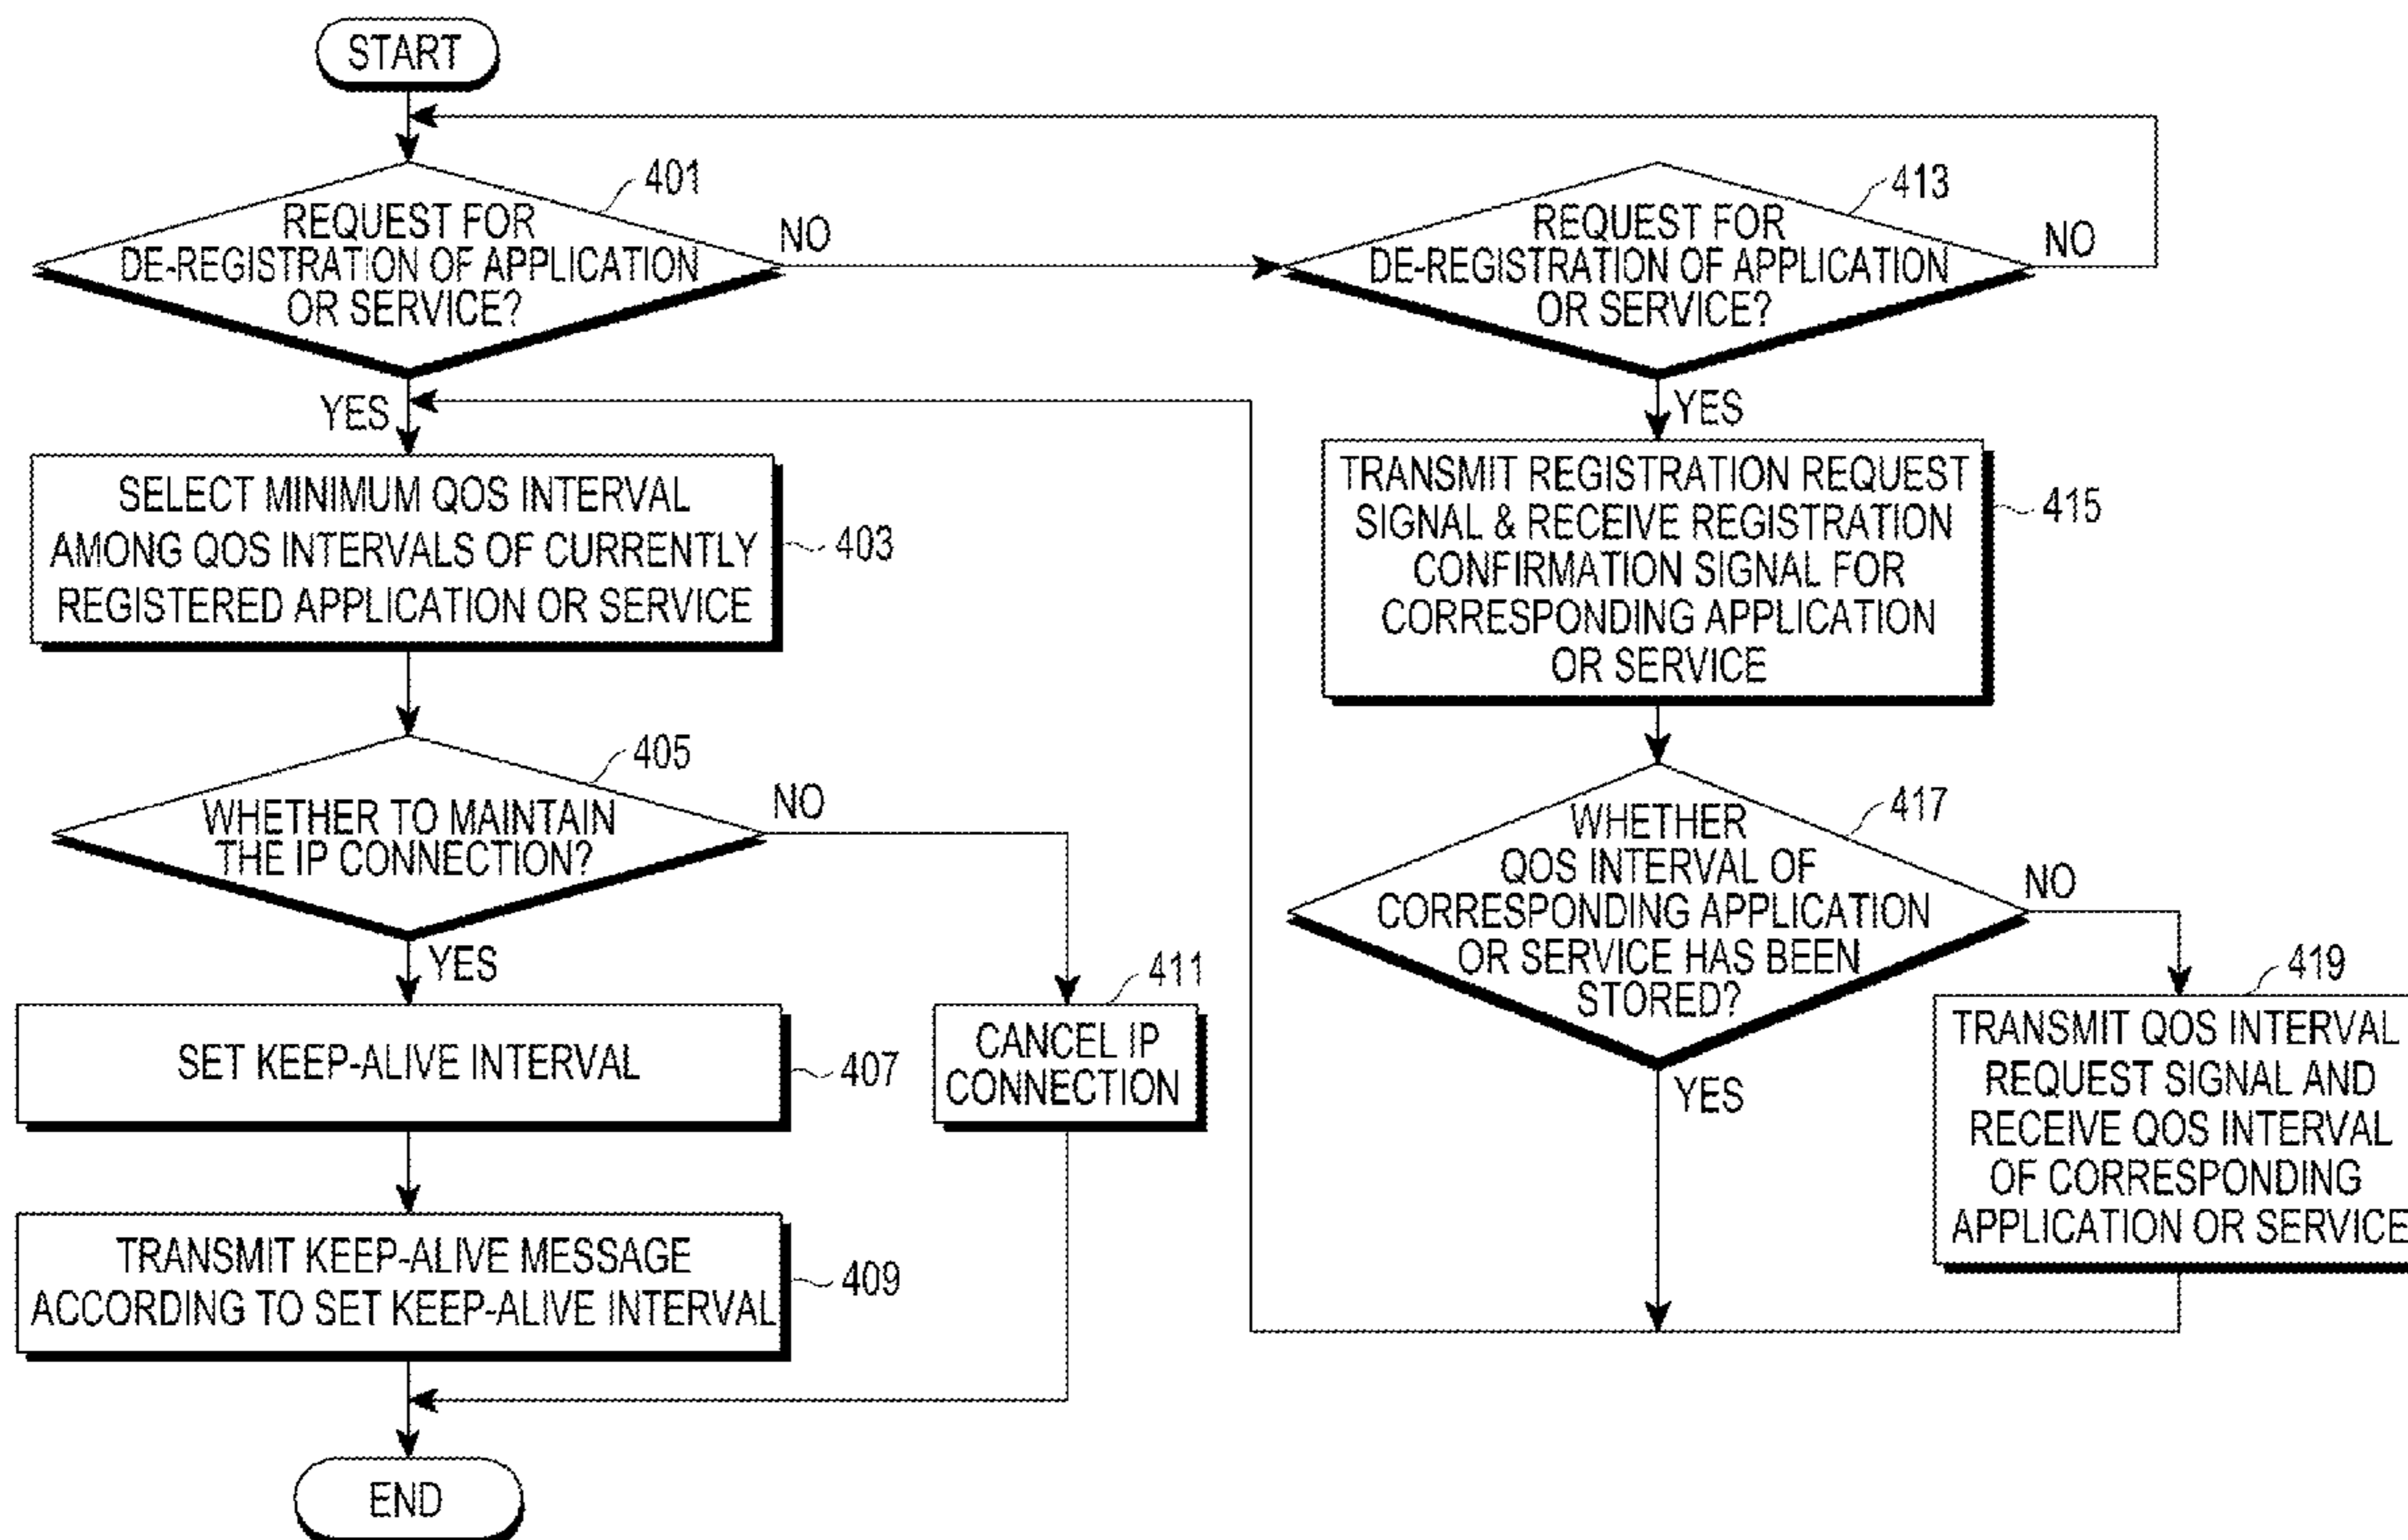 START
401
REQUEST FOR
DE-REGISTRATION OF APPLICATION
OR SERVICE?
NO
YES
413
REQUEST FOR
DE-REGISTRATION OF APPLICATION
OR SERVICE?
NO
YES
SELECT MINIMUM QOS INTERVAL
AMONG QOS INTERVALS OF CURRENTLY
REGISTERED APPLICATION OR SERVICE
403
TRANSMIT REGISTRATION REQUEST
SIGNAL & RECEIVE REGISTRATION
CONFIRMATION SIGNAL FOR
CORRESPONDING APPLICATION
OR SERVICE
415
405
WHETHER TO MAINTAIN
THE IP CONNECTION?
NO
YES
417
WHETHER
QOS INTERVAL OF
CORRESPONDING APPLICATION
OR SERVICE HAS BEEN
STORED?
NO
YES
SET KEEP-ALIVE INTERVAL
407
411
CANCEL IP
CONNECTION
419
TRANSMIT QOS INTERVAL
REQUEST SIGNAL AND
RECEIVE QOS INTERVAL
OF CORRESPONDING
APPLICATION OR SERVICE
TRANSMIT KEEP-ALIVE MESSAGE
ACCORDING TO SET KEEP-ALIVE INTERVAL
409
END